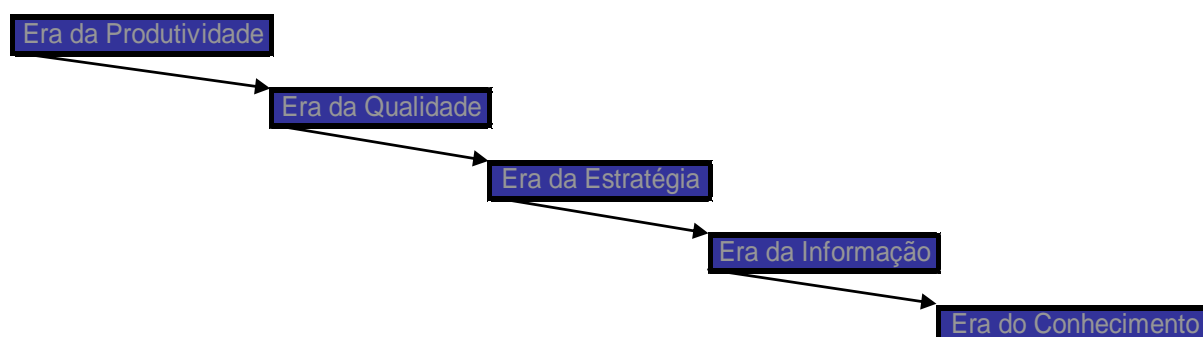 Era da Produtividade
Era da Qualidade
Era da Estratégia
Era da Informação
Era do Conhecimento